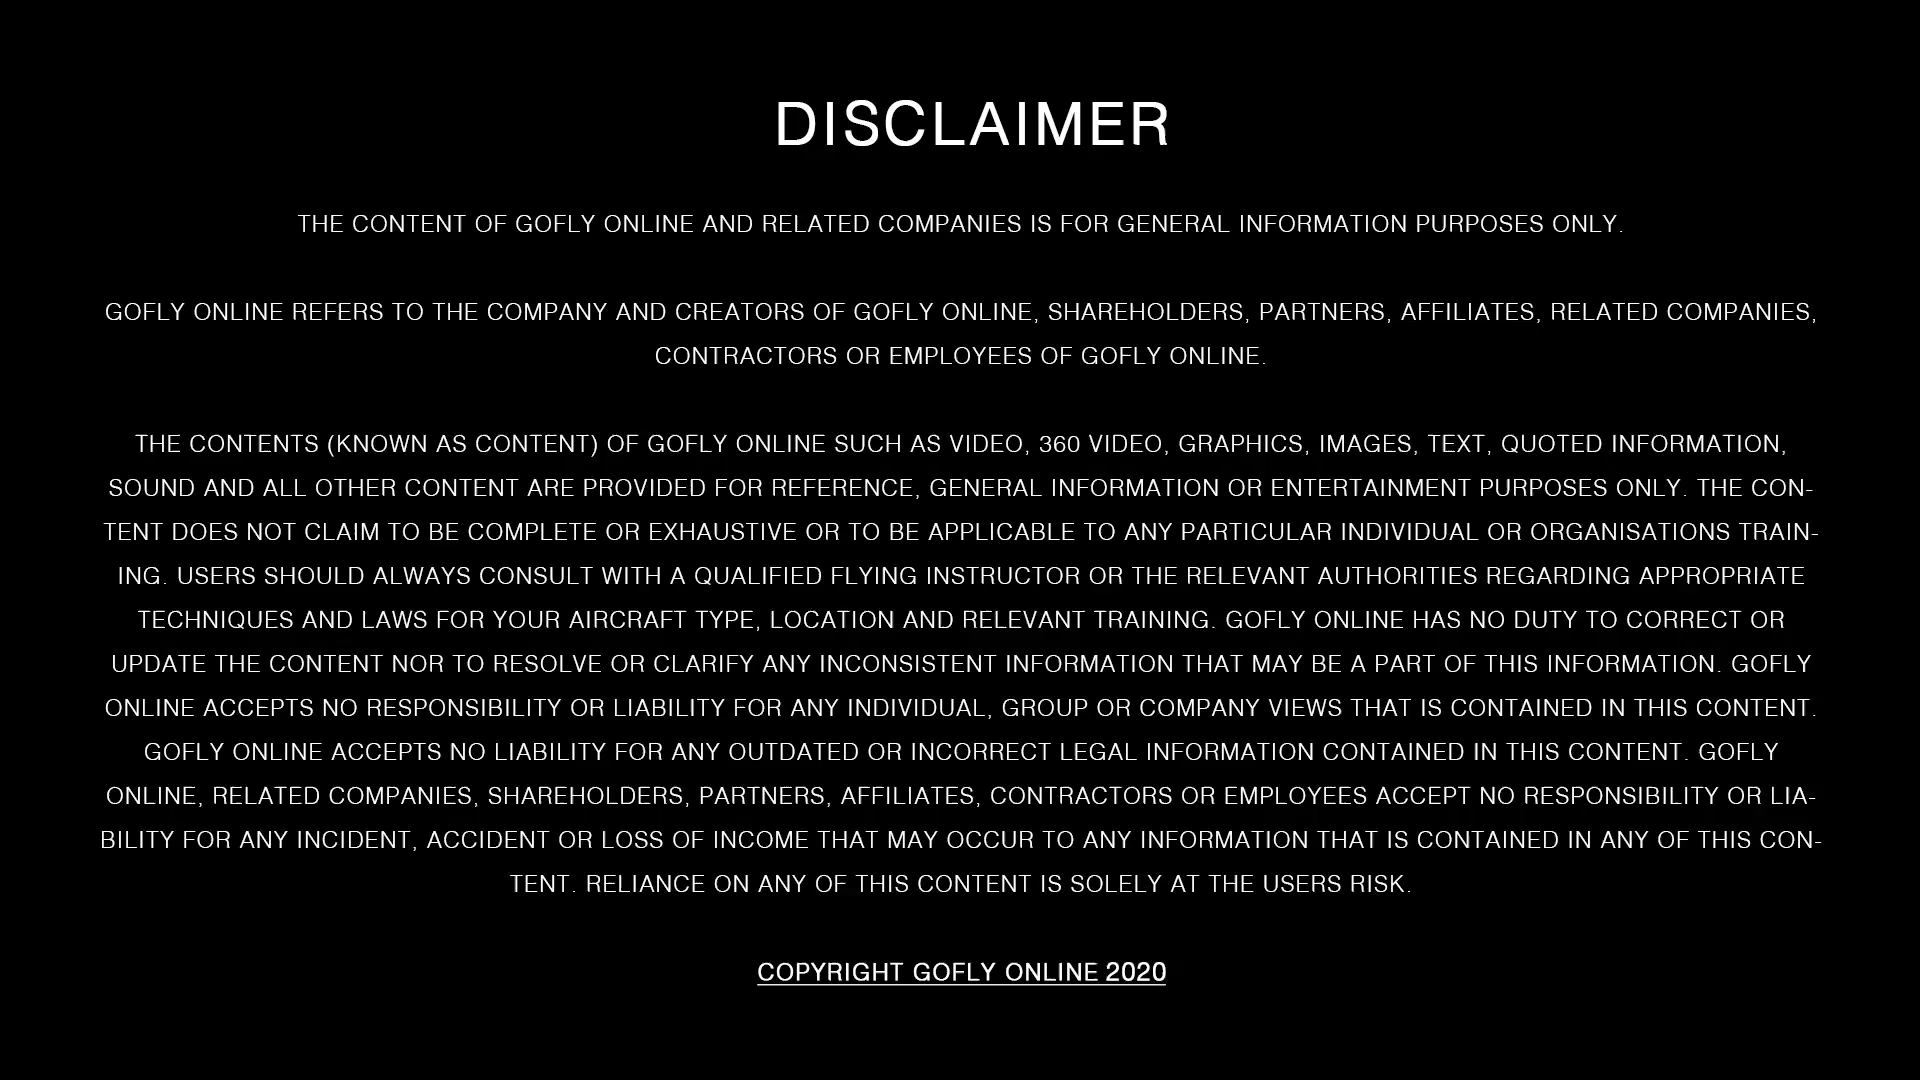 DISCLAIMER
THE CONTENT OF GOFLY ONLINE AND RELATED COMPANIES IS FOR GENERAL INFORMATION PURPOSES ONLY.
GOFLY ONLINE REFERS TO THE COMPANY AND CREATORS OF GOFLY ONLINE, SHAREHOLDERS, PARTNERS, AFFILIATES, RELATED COMPANIES,
CONTRACTORS OR EMPLOYEES OF GOFLY ONLINE.
THE CONTENTS (KNOWN AS CONTENT) OF GOFLY ONLINE SUCH AS VIDEO, 360 VIDEO, GRAPHICS, IMAGES, TEXT, QUOTED INFORMATION,
SOUND AND ALL OTHER CONTENT ARE PROVIDED FOR REFERENCE, GENERAL INFORMATION OR ENTERTAINMENT PURPOSES ONLY. THE CON-
TENT DOES NOT CLAIM TO BE COMPLETE OR EXHAUSTIVE OR TO BE APPLICABLE TO ANY PARTICULAR INDIVIDUAL OR ORGANISATIONS TRAIN-
ING. USERS SHOULD ALWAYS CONSULT WITH A QUALIFIED FLYING INSTRUCTOR OR THE RELEVANT AUTHORITIES REGARDING APPROPRIATE
TECHNIQUES AND LAWS FOR YOUR AIRCRAFT TYPE, LOCATION AND RELEVANT TRAINING. GOFLY ONLINE HAS NO DUTY TO CORRECT OR
UPDATE THE CONTENT NOR TO RESOLVE OR CLARIFY ANY INCONSISTENT INFORMATION THAT MAY BE A PART OF THIS INFORMATION. GOFLY
ONLINE ACCEPTS NO RESPONSIBILITY OR LIABILITY FOR ANY INDIVIDUAL, GROUP OR COMPANY VIEWS THAT IS CONTAINED IN THIS CONTENT.
GOFLY ONLINE ACCEPTS NO LIABILITY FOR ANY OUTDATED OR INCORRECT LEGAL INFORMATION CONTAINED IN THIS CONTENT. GOFLY
ONLINE, RELATED COMPANIES, SHAREHOLDERS, PARTNERS, AFFILIATES, CONTRACTORS OR EMPLOYEES ACCEPT NO RESPONSIBILITY OR LIA-
BILITY FOR ANY INCIDENT, ACCIDENT OR LOSS OF INCOME THAT MAY OCCUR TO ANY INFORMATION THAT IS CONTAINED IN ANY OF THIS CON-
TENT. RELIANCE ON ANY OF THIS CONTENT IS SOLELY AT THE USERS RISK.
COPYRIGHT GOFLY ONLINE 2020